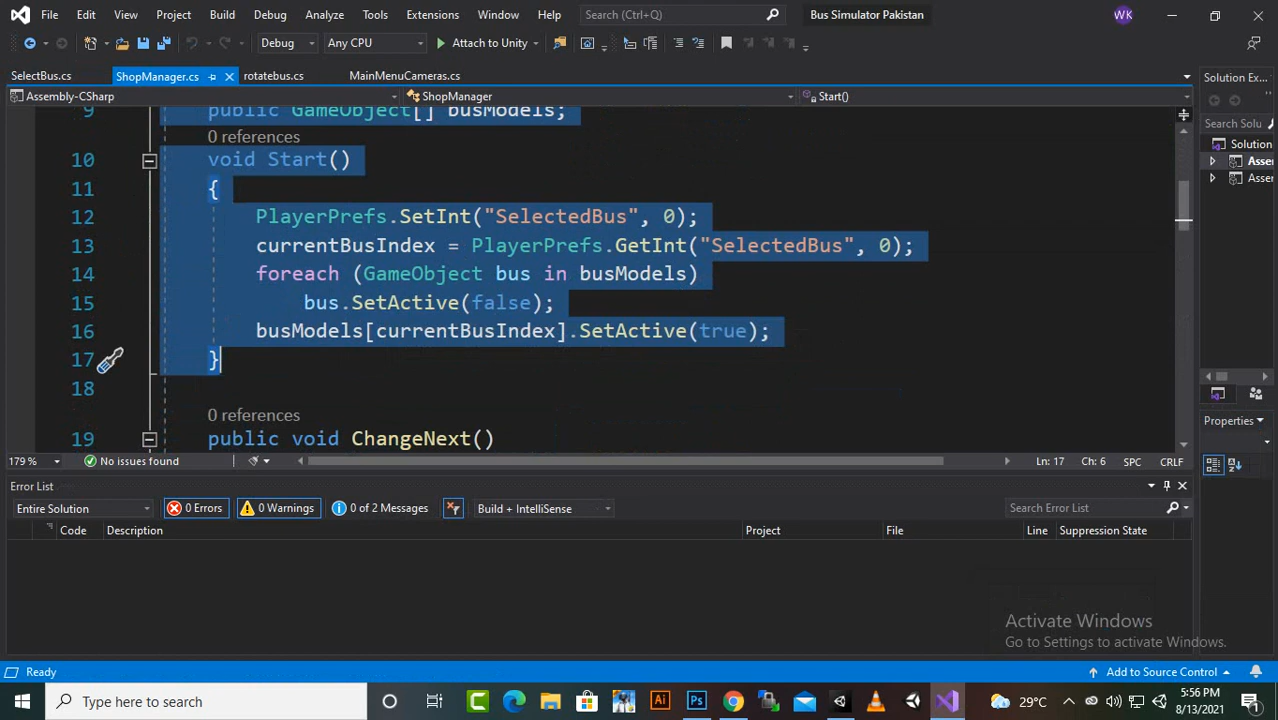 File Edit View Project Build Debug Analyze Tools Extensions Window Help Search (Ctrl+Q) Bus Simulator Pakistan WK
Debug Any CPU Attach to Unity
SelectBus.cs ShopManager.cs rotatebus.cs MainMenuCameras.cs Solution Ex...
Assembly-CSharp ShopManager Start()
9 public GameObject[] busModels; Search Solu
0 references Solution
10 void Start() Asse
11 { Asser
12 PlayerPrefs.SetInt("SelectedBus", 0);
13 currentBusIndex = PlayerPrefs.GetInt("SelectedBus", 0);
14 foreach (GameObject bus in busModels)
15 bus.SetActive(false);
16 busModels[currentBusIndex].SetActive(true);
17 }
18
0 references
19 public void ChangeNext() Properties
179 % No issues found Ln: 17 Ch: 6 SPC CRLF
Error List
Entire Solution 0 Errors 0 Warnings 0 of 2 Messages Build + IntelliSense Search Error List
Code Description Project File Line Suppression State
Activate Windows
Go to Settings to activate Windows.
Ready Add to Source Control
Type here to search 29°C 5:56 PM
8/13/2021